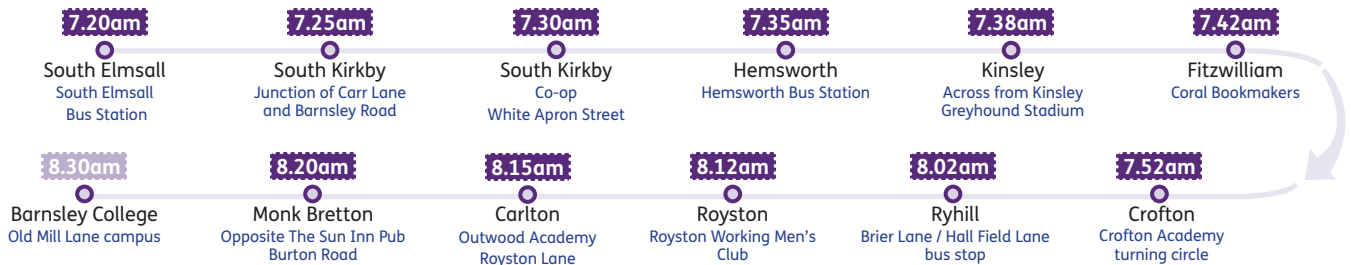 7.20am
South Elmsall
South Elmsall
Bus Station
7.25am
South Kirkby
Junction of Carr Lane
and Barnsley Road
7.30am
South Kirkby
Co-op
White Apron Street
7.35am
Hemsworth
Hemsworth Bus Station
7.38am
Kinsley
Across from Kinsley
Greyhound Stadium
7.42am
Fitzwilliam
Coral Bookmakers
7.52am
Crofton
Crofton Academy
turning circle
8.02am
Ryhill
Brier Lane / Hall Field Lane
bus stop
8.12am
Royston
Royston Working Men's
Club
8.15am
Carlton
Outwood Academy
Royston Lane
8.20am
Monk Bretton
Opposite The Sun Inn Pub
Burton Road
8.30am
Barnsley College
Old Mill Lane campus